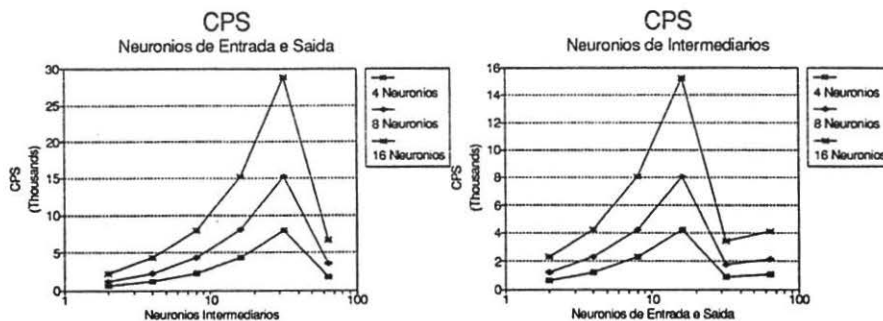 CPS
Neuronios de Entrada e Saida
30
25
20
15
10
5
0
CPS
(Thousands)
1
10
100
Neuronios Intermediarios
4 Neuronios
8 Neuronios
16 Neuronios
CPS
Neuronios de Intermediarios
16
14
12
10
8
6
4
2
0
CPS
(Thousands)
1
10
100
Neuronios de Entrada e Saida
4 Neuronios
8 Neuronios
16 Neuronios